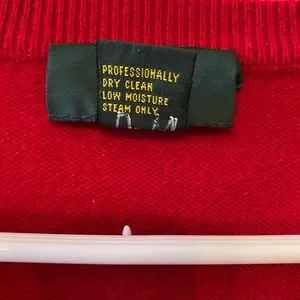 PROFESSIONALLY
DRY CLEAN
LOW MOISTURE
STEAM ONLY